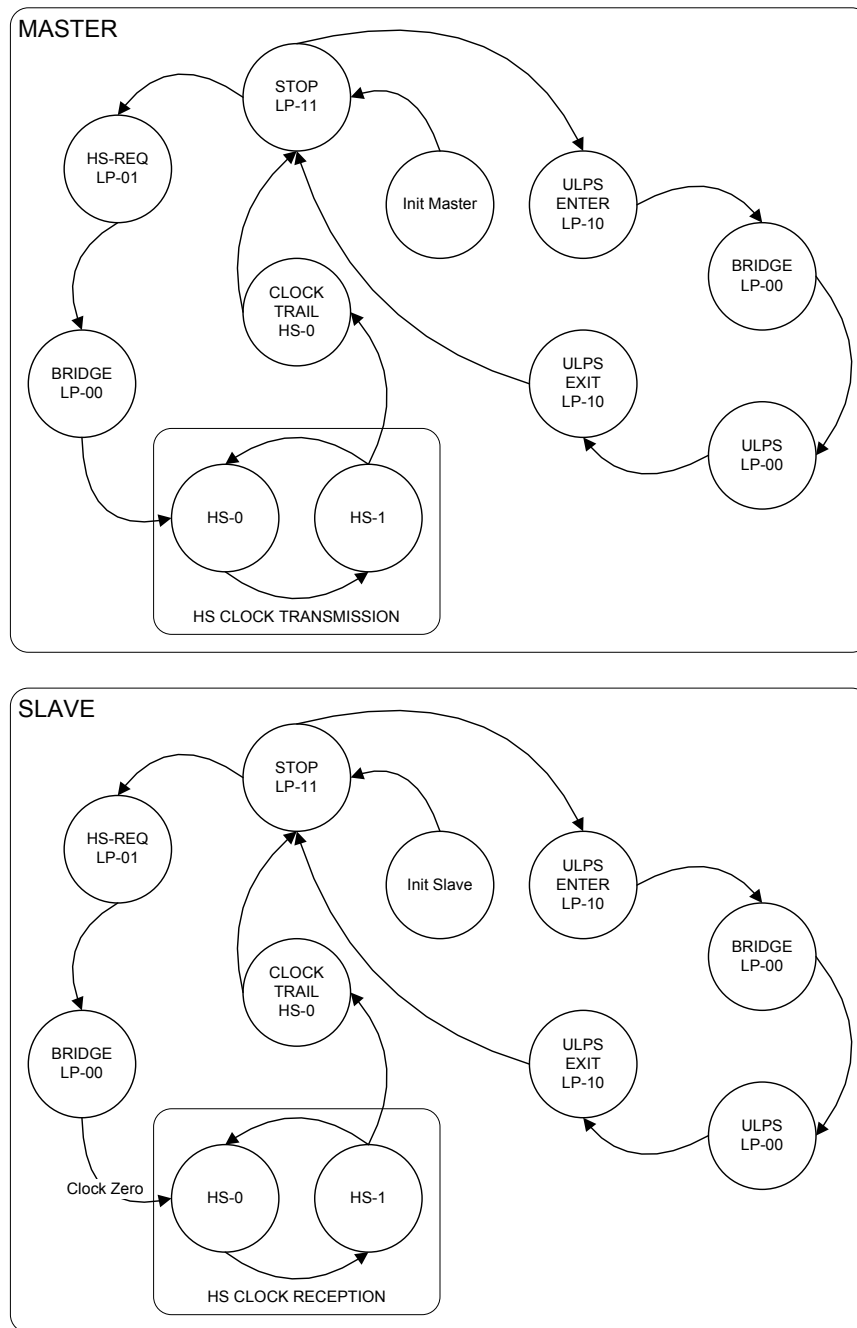 MASTER
STOP
LP-11
HS-REQ
LP-01
Init Master
ULPS
ENTER
LP-10
BRIDGE
LP-00
CLOCK
TRAIL
HS-0
BRIDGE
LP-00
ULPS
EXIT
LP-10
ULPS
LP-00
HS-0
HS-1
HS CLOCK TRANSMISSION
SLAVE
STOP
LP-11
HS-REQ
LP-01
Init Slave
ULPS
ENTER
LP-10
BRIDGE
LP-00
CLOCK
TRAIL
HS-0
BRIDGE
LP-00
ULPS
EXIT
LP-10
ULPS
LP-00
Clock Zero
HS-0
HS-1
HS CLOCK RECEPTION